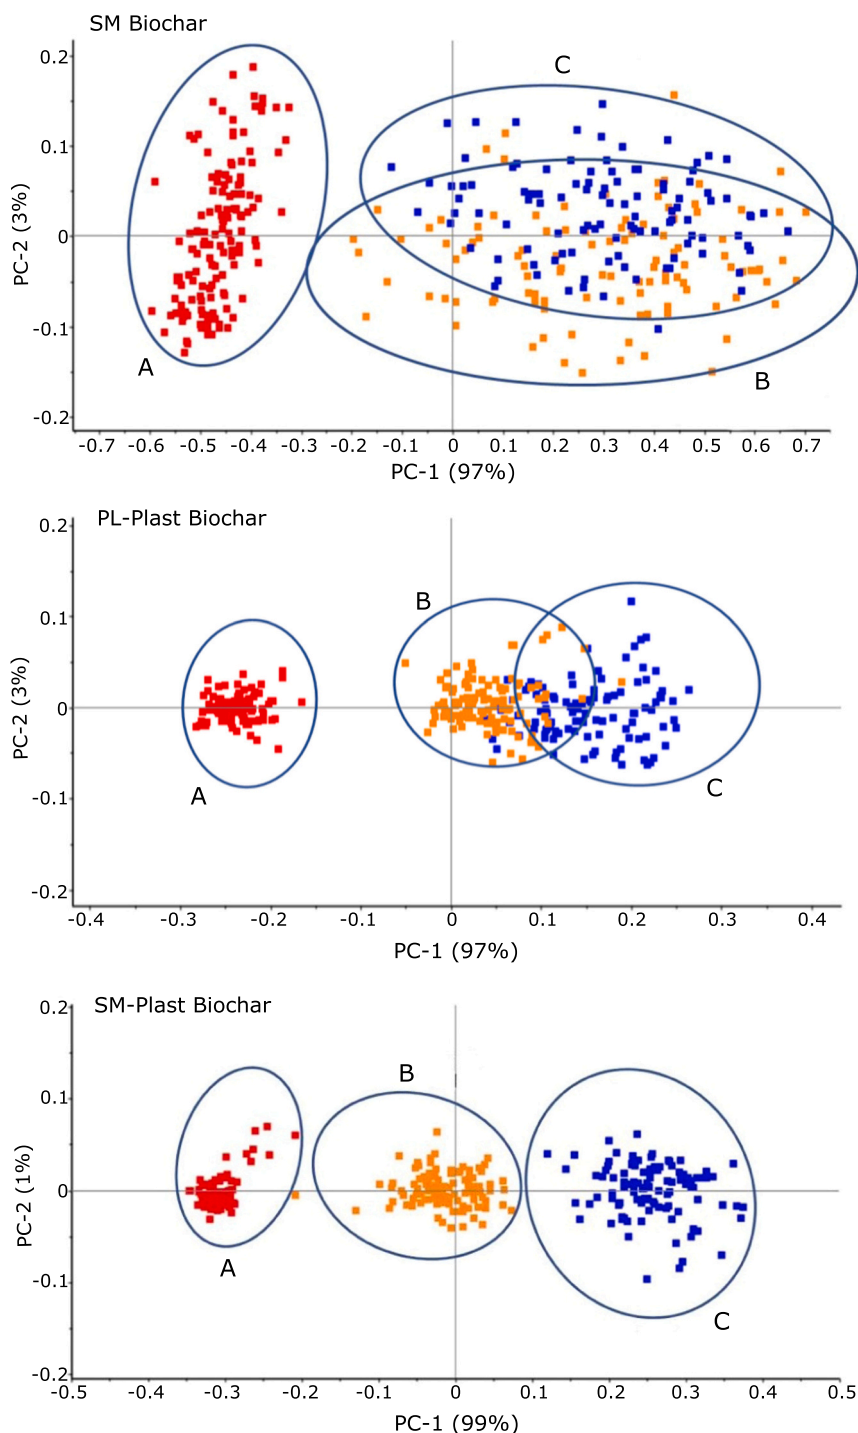 SM Biochar
0.2
C
0.1
PC-2 (3%)
0
-0.1
A
B
-0.2
-0.7 -0.6 -0.5 -0.4 -0.3 -0.2 -0.1 0 0.1 0.2 0.3 0.4 0.5 0.6 0.7
PC-1 (97%)
PL-Plast Biochar
0.2
B
0.1
PC-2 (3%)
0
A
C
-0.1
-0.2
-0.4 -0.3 -0.2 -0.1 0 0.1 0.2 0.3 0.4
PC-1 (97%)
SM-Plast Biochar
0.2
B
0.1
PC-2 (1%)
0
A
-0.1
C
-0.2
-0.5 -0.4 -0.3 -0.2 -0.1 0 0.1 0.2 0.3 0.4 0.5
PC-1 (99%)